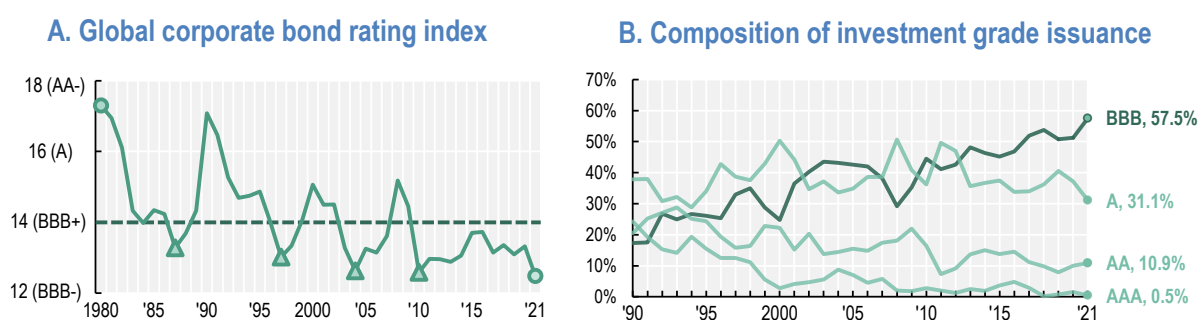 A. Global corporate bond rating index
18 (AA-)
16 (A)
14 (BBB+)
12 (BBB-)
1980 '85 '90 '95 2000 '05 '10 '15 '21
B. Composition of investment grade issuance
70%
60%
50%
40%
30%
20%
10%
0%
'90 '95 2000 '05 '10 '15 '21
BBB, 57.5%
A, 31.1%
AA, 10.9%
AAA, 0.5%